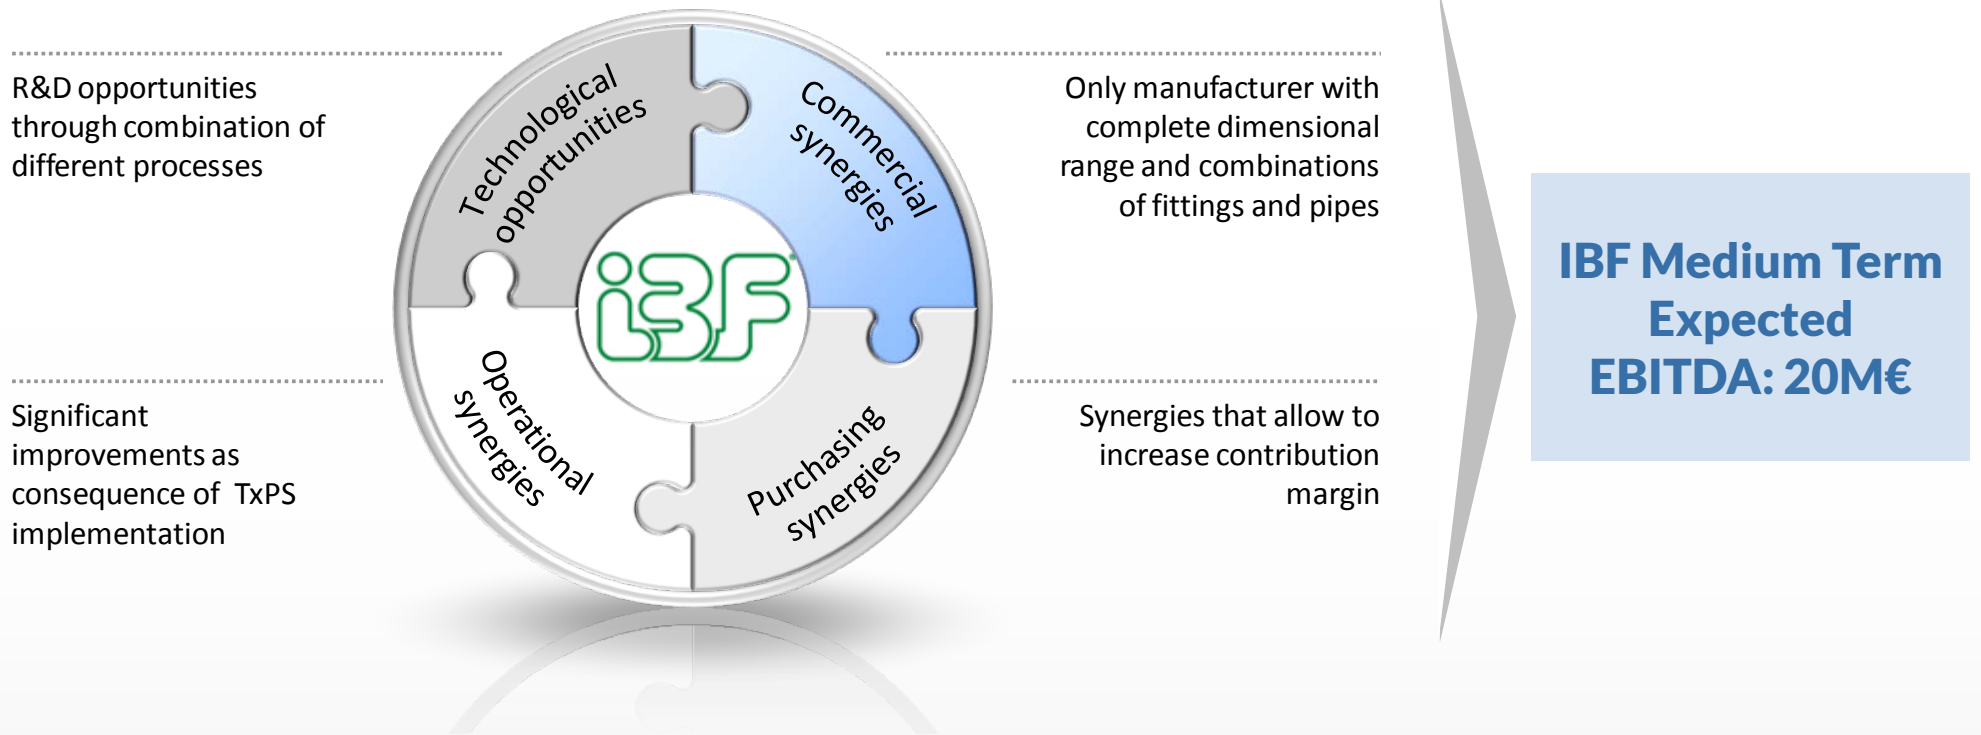 R&D opportunities
through combination of
different processes
Technological
opportunities
Commercial
synergies
Only manufacturer with
complete dimensional
range and combinations
of fittings and pipes
iBF
IBF Medium Term
Expected
EBITDA: 20M€
Significant
improvements as
consequence of TxPS
implementation
Operational
synergies
Purchasing
synergies
Synergies that allow to
increase contribution
margin